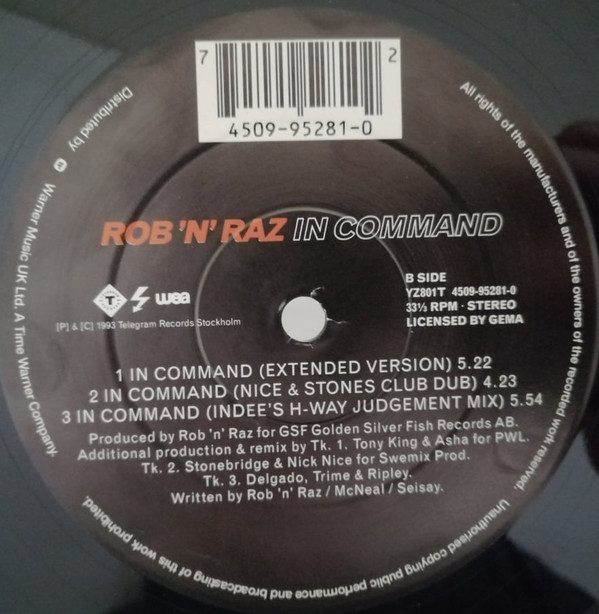 7 2
4509-95281-0
ROB 'N' RAZ IN COMMAND
T wea
[P] & [C] 1993 Telegram Records Stockholm
B SIDE
YZ801T 4509-95281-0
33⅓ RPM · STEREO
LICENSED BY GEMA
1 IN COMMAND (EXTENDED VERSION) 5.22
2 IN COMMAND (NICE & STONES CLUB DUB) 4.23
3 IN COMMAND (INDEE'S H-WAY JUDGEMENT MIX) 5.54
Produced by Rob 'n' Raz for GSF Golden Silver Fish Records AB.
Additional production & remix by Tk. 1. Tony King & Asha for PWL.
Tk. 2. Stonebridge & Nick Nice for Swemix Prod.
Tk. 3. Delgado, Trime & Ripley.
Written by Rob 'n' Raz / McNeal / Seisay.
All rights of the manufacturers and of the owners of the recorded work reserved. Unauthorised copying public performance and broadcasting of this work prohibited.
Distributed by Warner Music UK Ltd. A Time Warner Company.